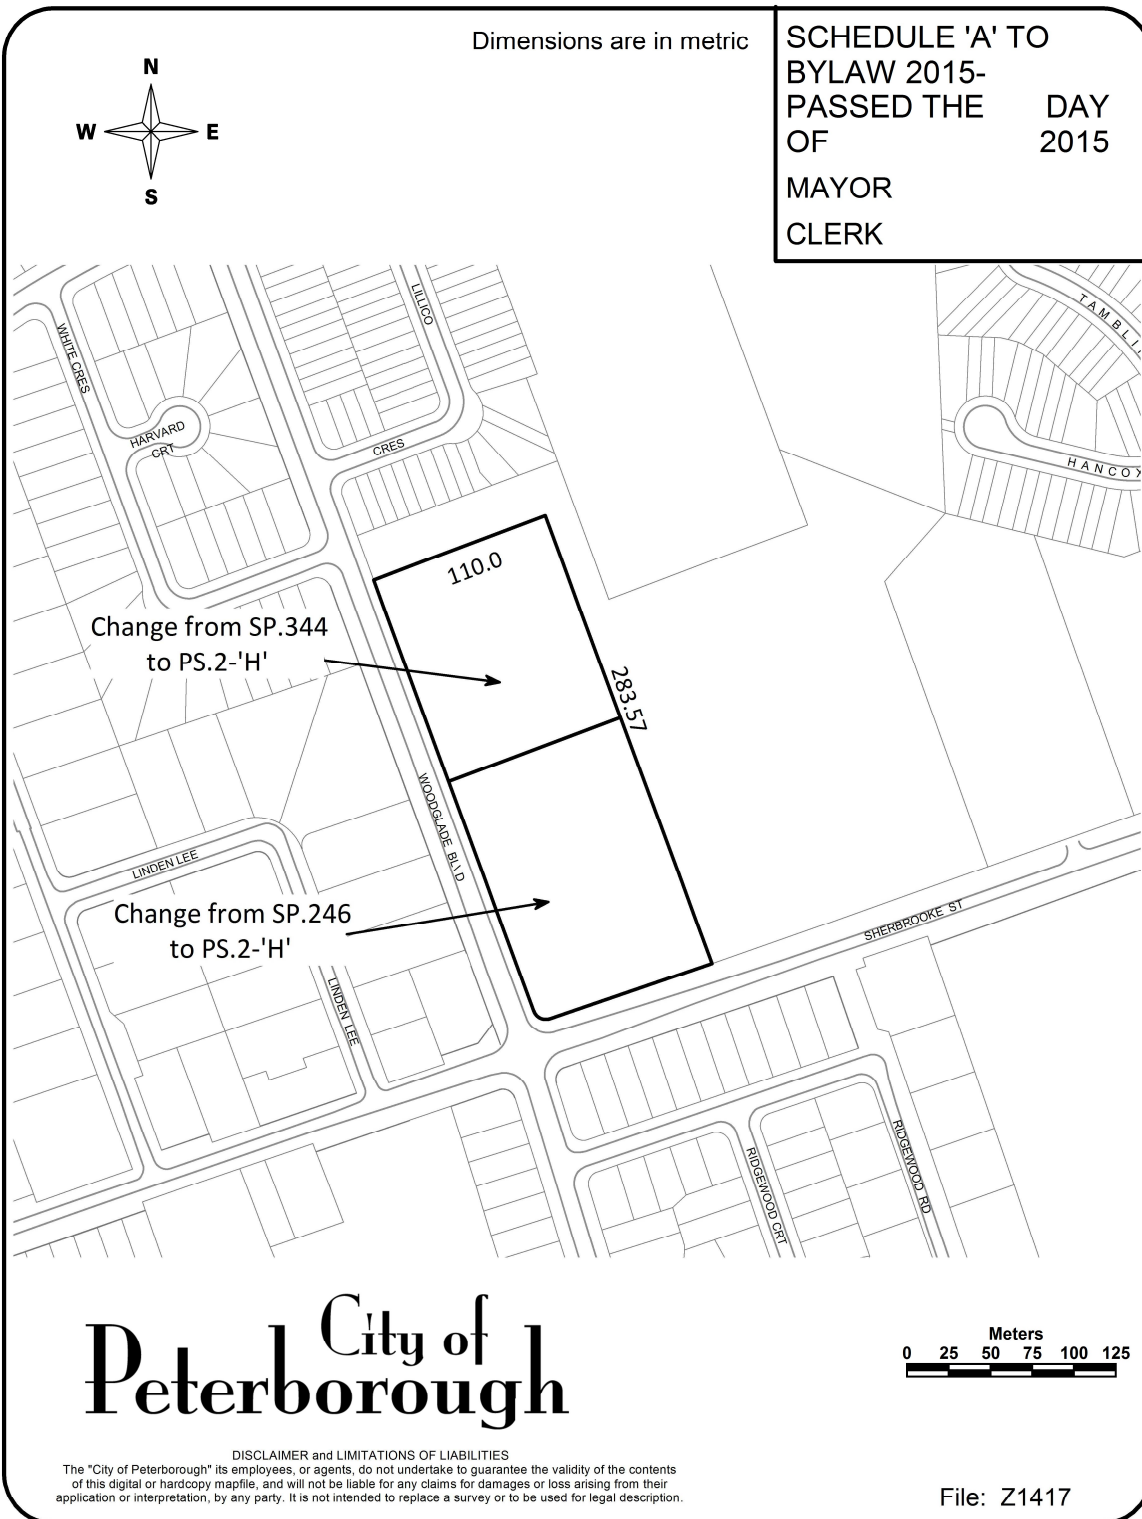 Dimensions are in metric
SCHEDULE 'A' TO
BYLAW 2015-
PASSED THE DAY
OF 2015
MAYOR
CLERK
N
W E
S
LILLICO
WHITE CRES
HARVARD
CRT
CRES
HANCOX
110.0
Change from SP.344
to PS.2-'H'
283.57
WOODGLADE BLVD
LINDEN LEE
Change from SP.246
to PS.2-'H'
SHERBROOKE ST
LINDEN LEE
RIDGEWOOD CRT
RIDGEWOOD RD
City of
Peterborough
Meters
0 25 50 75 100 125
DISCLAIMER and LIMITATIONS OF LIABILITIES
The "City of Peterborough" its employees, or agents, do not undertake to guarantee the validity of the contents
of this digital or hardcopy mapfile, and will not be liable for any claims for damages or loss arising from their
application or interpretation, by any party. It is not intended to replace a survey or to be used for legal description.
File: Z1417